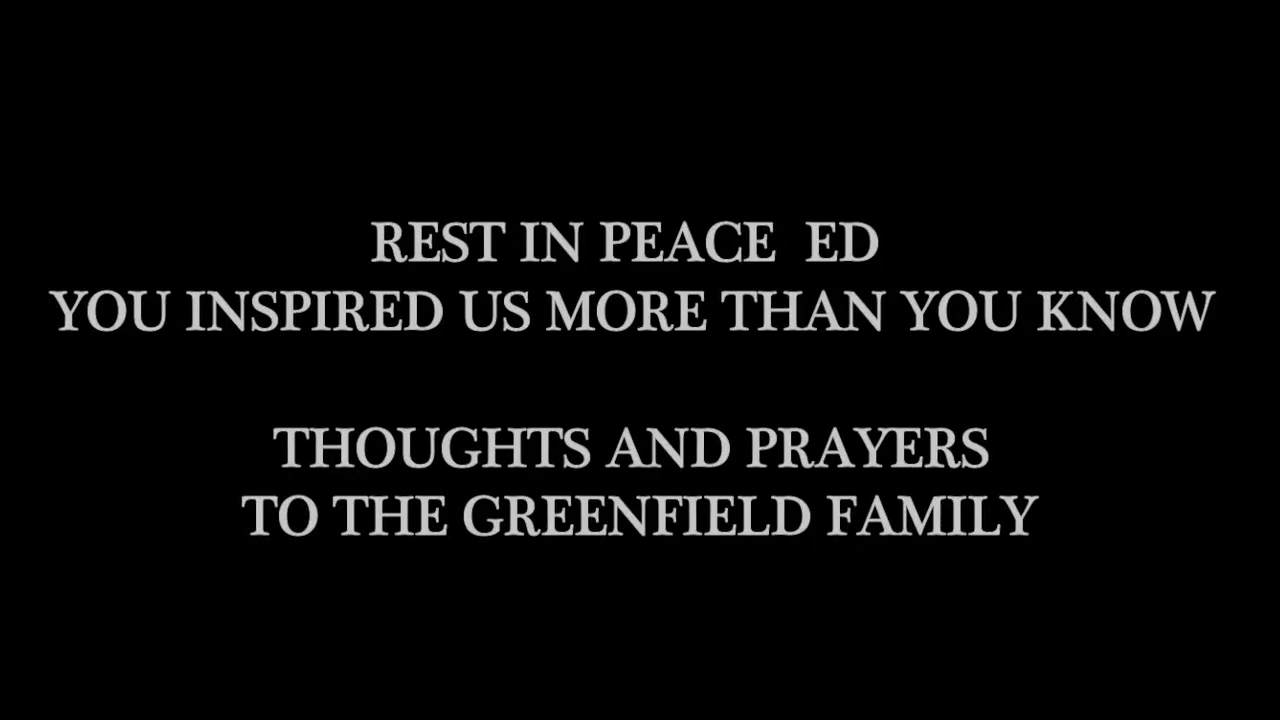 REST IN PEACE  ED
YOU INSPIRED US MORE THAN YOU KNOW
THOUGHTS AND PRAYERS
TO THE GREENFIELD FAMILY